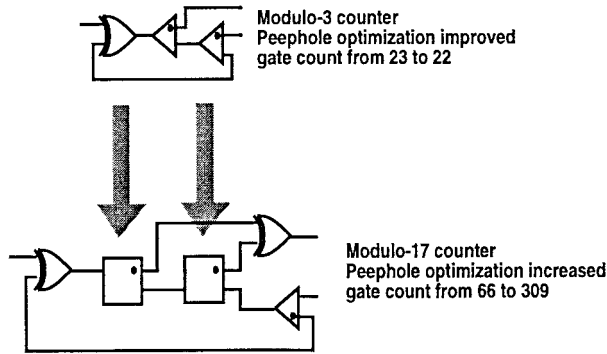 Modulo-3 counter
Peephole optimization improved
gate count from 23 to 22
Modulo-17 counter
Peephole optimization increased
gate count from 66 to 309